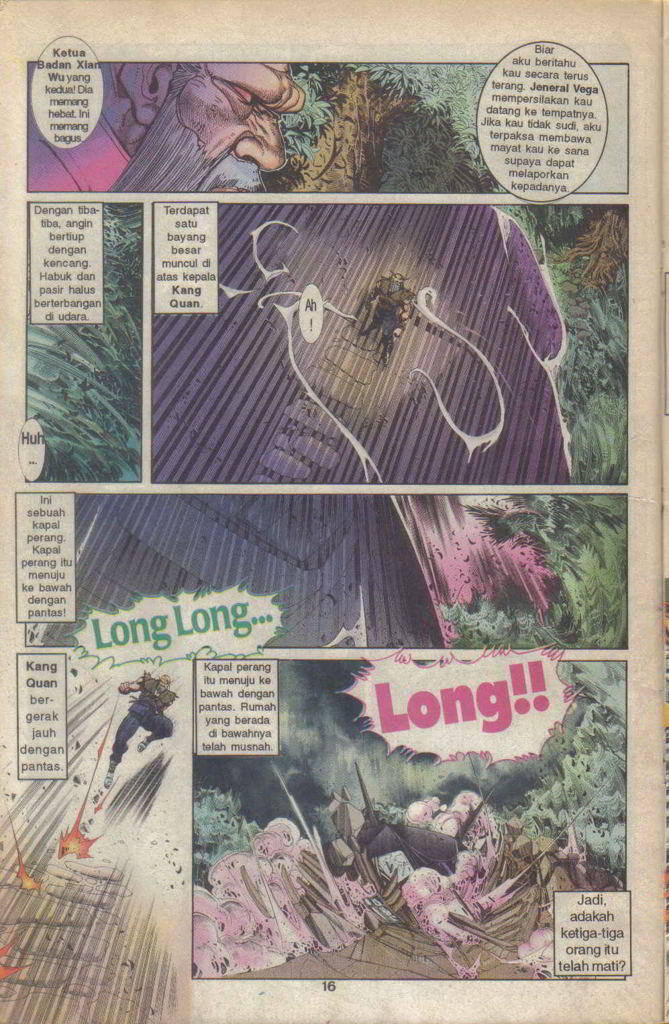 Ketua
Badan Xian
Wu yang
kedua! Dia
memang
hebat. Ini
memang
bagus.
Biar
aku beritahu
kau secara terus
terang. Jeneral Vega
mempersilakan kau
datang ke tempatnya.
Jika kau tidak sudi, aku
terpaksa membawa
mayat kau ke sana
supaya dapat
melaporkan
kepadanya.
Dengan tiba-
tiba, angin
bertiup
dengan
kencang.
Habuk dan
pasir halus
berterbangan
di udara.
Huh
...
Terdapat
satu
bayang
besar
muncul di
atas kepala
Kang
Quan.
Ah
!
Ini
sebuah
kapal
perang.
Kapal
perang itu
menuju
ke bawah
dengan
pantas!
Long Long...
Kang
Quan
ber-
gerak
jauh
dengan
pantas.
Kapal perang
itu menuju ke
bawah dengan
pantas. Rumah
yang berada
di bawahnya
telah musnah.
Long!!
Jadi,
adakah
ketiga-tiga
orang itu
telah mati?
16